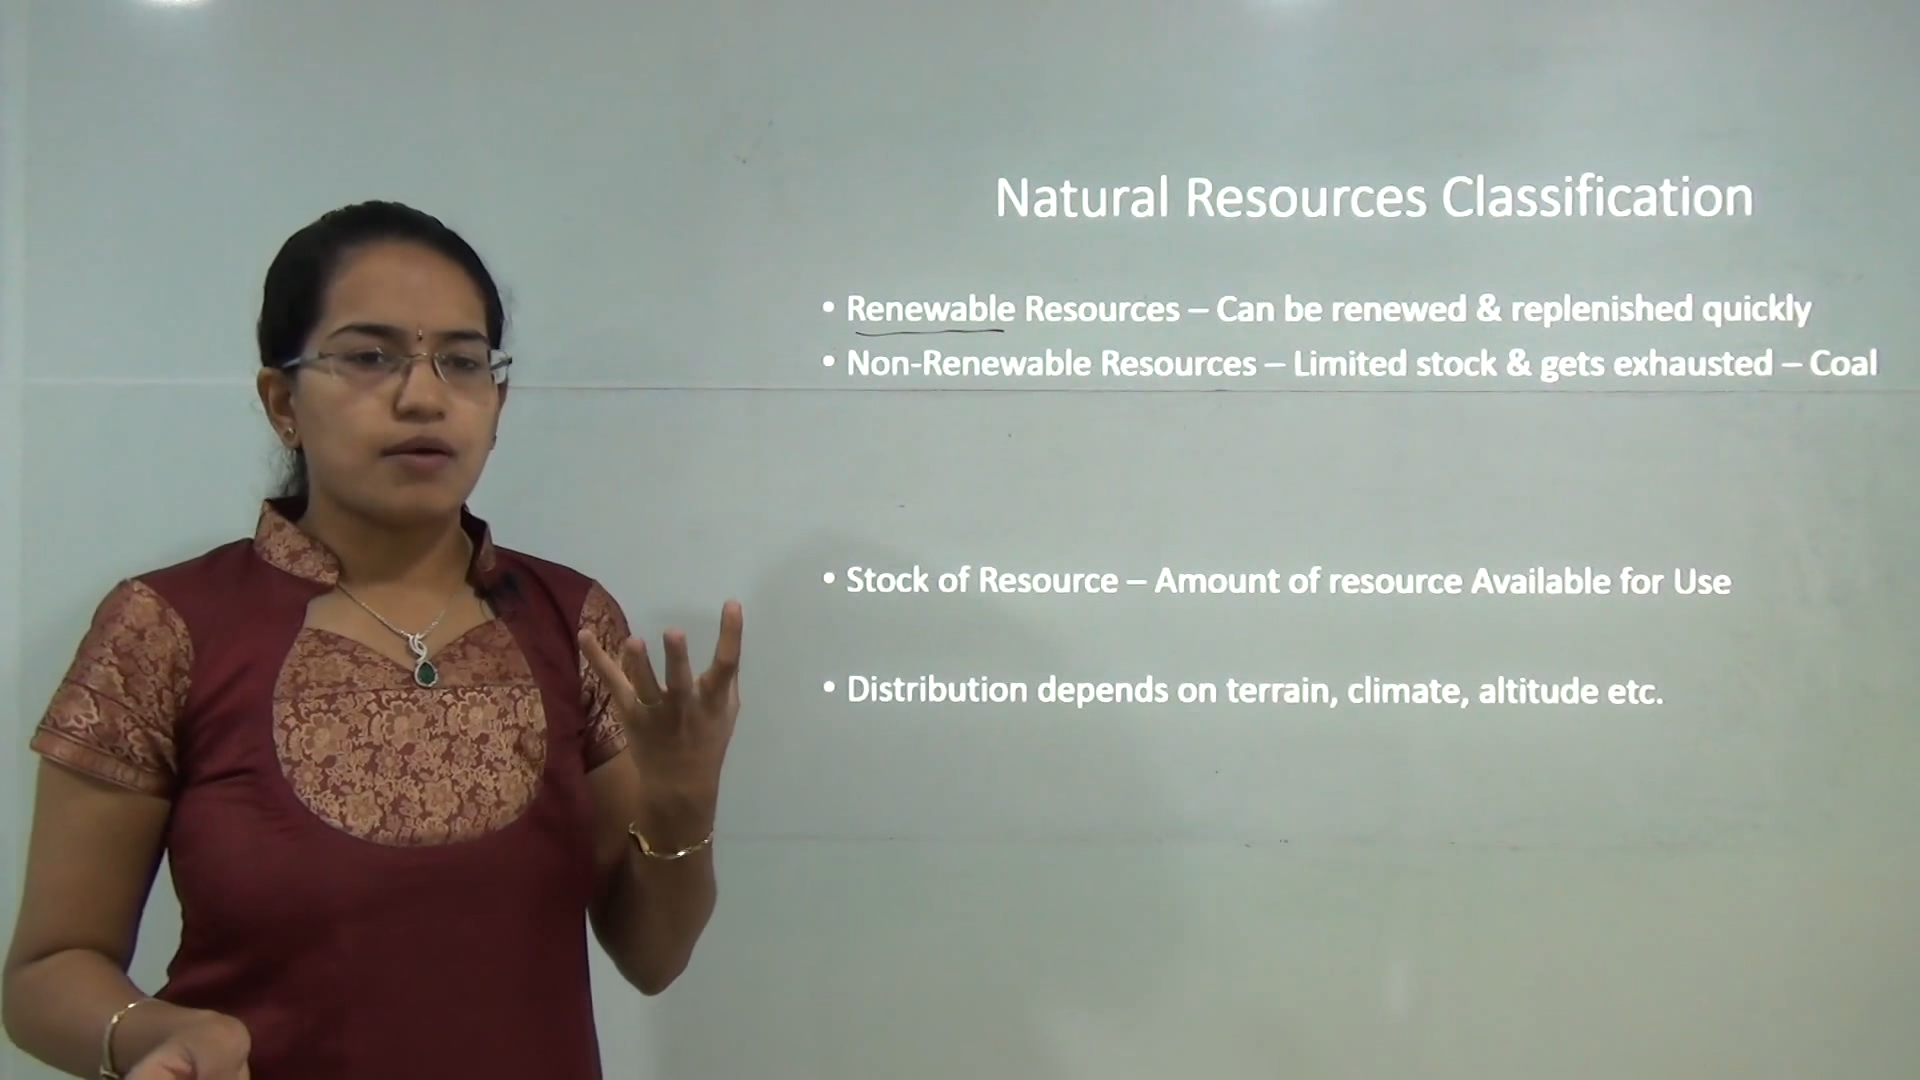 Natural Resources Classification
• Renewable Resources – Can be renewed & replenished quickly
• Non-Renewable Resources – Limited stock & gets exhausted – Coal
• Stock of Resource – Amount of resource Available for Use
• Distribution depends on terrain, climate, altitude etc.